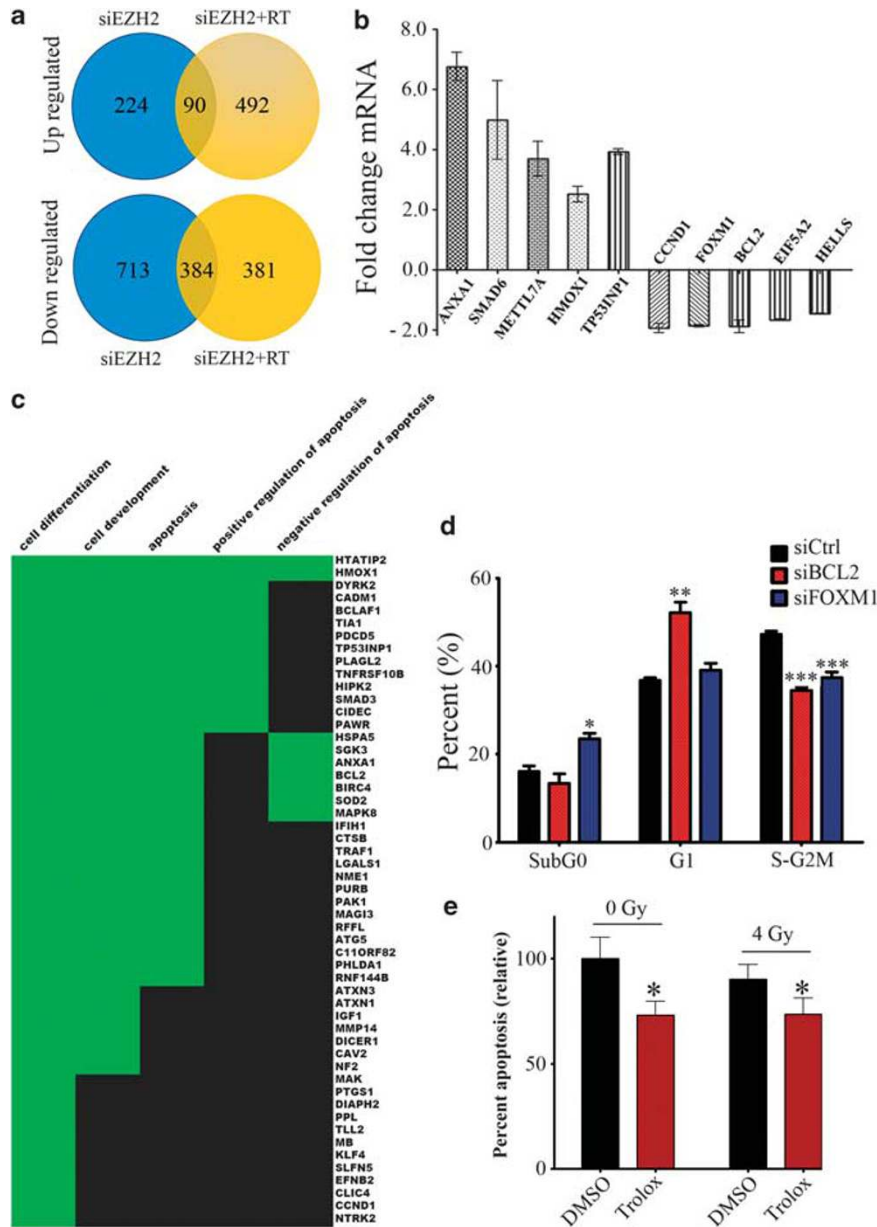 a
siEZH2 siEZH2+RT
Up regulated
224 90 492
Down regulated
713 384 381
siEZH2 siEZH2+RT
b
Fold change mRNA
8.0
6.0
4.0
2.0
0.0
- 2.0
ANXA1
SMAD6
METTL7A
HMOX1
TP53INP1
CCND1
FOXM1
BCL2
EIF5A2
HELLS
c
cell differentiation
cell development
apoptosis
positive regulation of apoptosis
negative regulation of apoptosis
HTATIP2
HMOX1
DYRK2
CADM1
BCLAF1
TIA1
PDCD5
TP53INP1
PLAGL2
TNFRSF10B
HIPK2
SMAD3
CIDEC
PAWR
HSPA5
SGK3
ANXA1
BCL2
BIRC4
SOD2
MAPK8
IFIH1
CTSB
TRAF1
LGALS1
NME1
PURB
PAK1
MAGI3
RFFL
ATG5
C11ORF82
PHLDA1
RNF144B
ATXN3
ATXN1
IGF1
MMP14
DICER1
CAV2
NF2
MAK
PTGS1
DIAPH2
PPL
TLL2
MB
KLF4
SLFN5
EFNB2
CLIC4
CCND1
NTRK2
d
siCtrl
siBCL2
siFOXM1
Percent (%)
60
40
20
0
*
**
***
***
SubG0 G1 S-G2M
e
Percent apoptosis (relative)
100
50
0
0 Gy
4 Gy
*
*
DMSO
Trolox
DMSO
Trolox